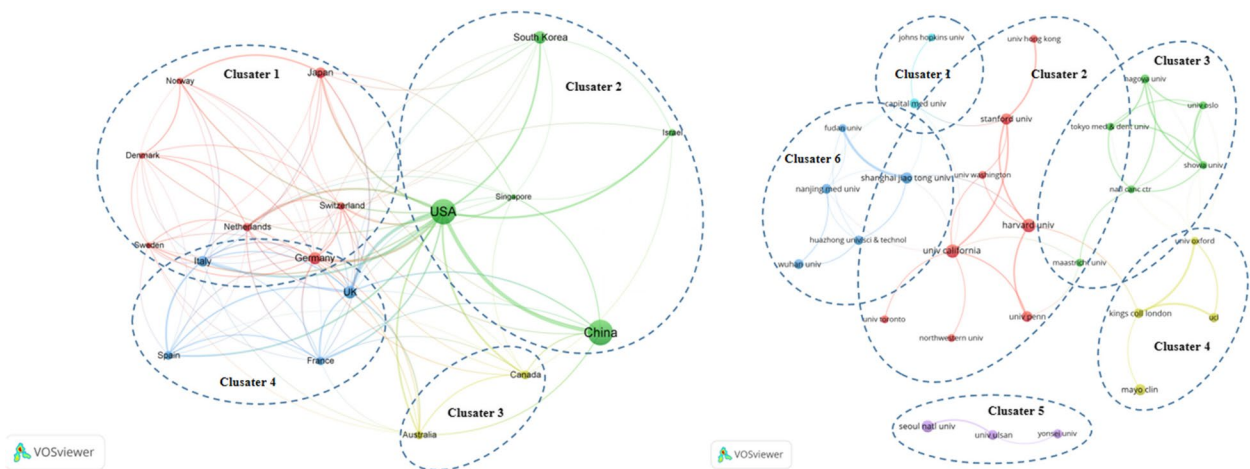 South Korea
Clusater 1
Japan
Norway
Clusater 2
Israel
Denmark
Singapore
Switzerland
USA
Netherlands
Sweden
Italy
Germany
UK
China
Spain
France
Clusater 4
Canada
Clusater 3
Australia
VOSviewer
johns hopkins univ
univ hong kong
Clusater 1
Clusater 2
Clusater 3
nagoya univ
capital med univ
univ oslo
stanford univ
fudan univ
tokyo med & dent univ
Clusater 6
showa univ
univ washington
shanghai jiao tong univ
nanjing med univ
natl canc ctr
harvard univ
huazhong univ sci & technol
univ oxford
univ california
wuhan univ
maastricht univ
univ toronto
univ penn
kings coll london
ucl
northwestern univ
Clusater 4
mayo clin
Clusater 5
seoul natl univ
univ ulsan
yonsei univ
VOSviewer